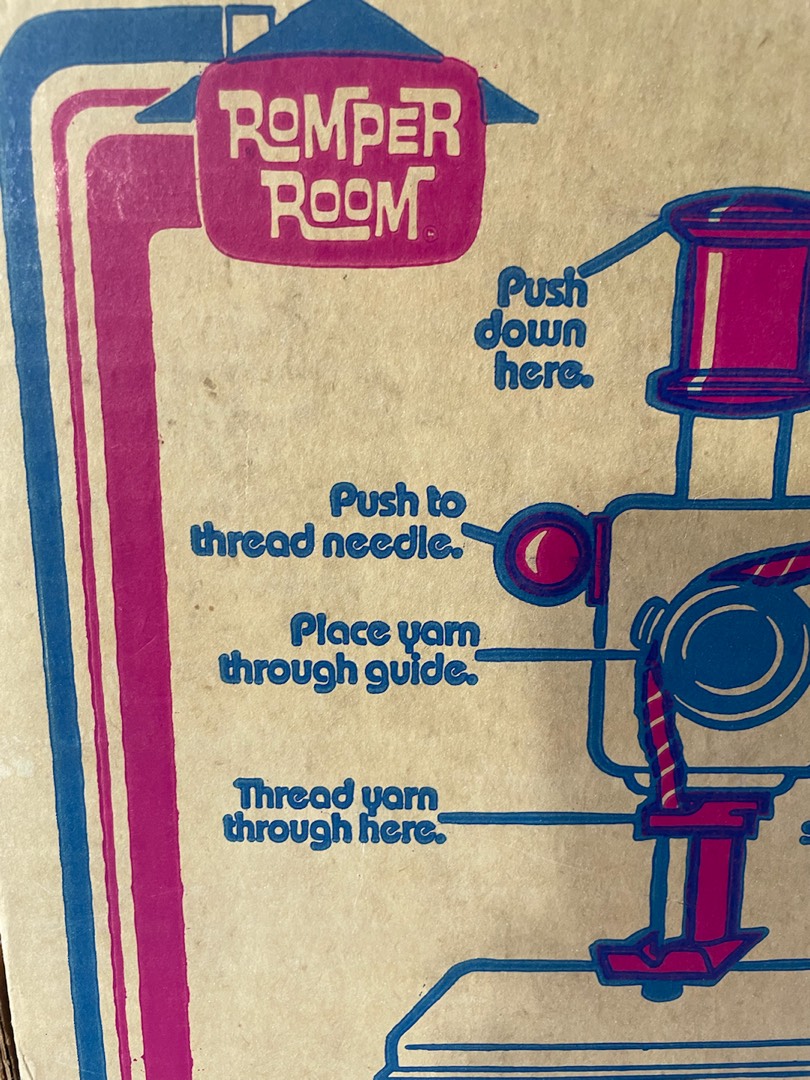 ROMPER
ROOM
Push
down
here.
Push to
thread needle.
Place yarn
through guide.
Thread yarn
through here.